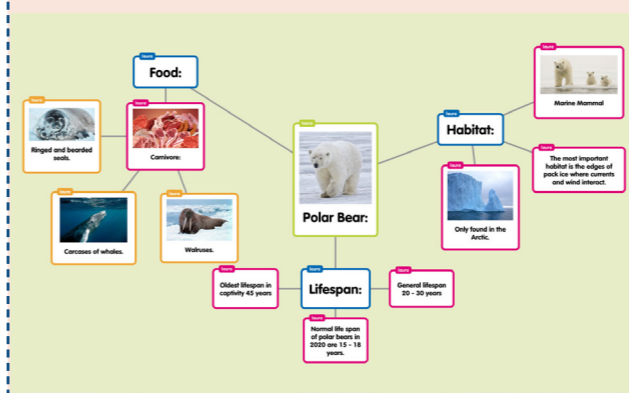 Food:
Ringed and bearded
seals.
Carnivore:
Carcases of whales.
Walruses.
Polar Bear:
Habitat:
Marine Mammal
The most important
habitat is the edges of
pack ice where currents
and wind interact.
Only found in the
Arctic.
Lifespan:
Oldest lifespan in
captivity 45 years
General lifespan
20 - 30 years
Normal life span
of polar bears in
2020 are 15 - 18
years.